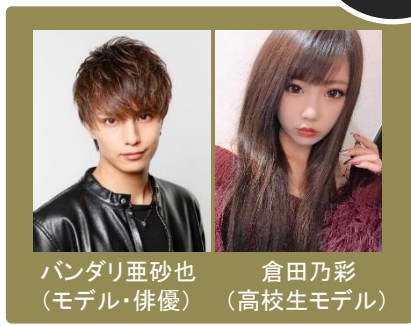 バンダリ亜砂也
（モデル・俳優）
倉田乃彩
（高校生モデル）